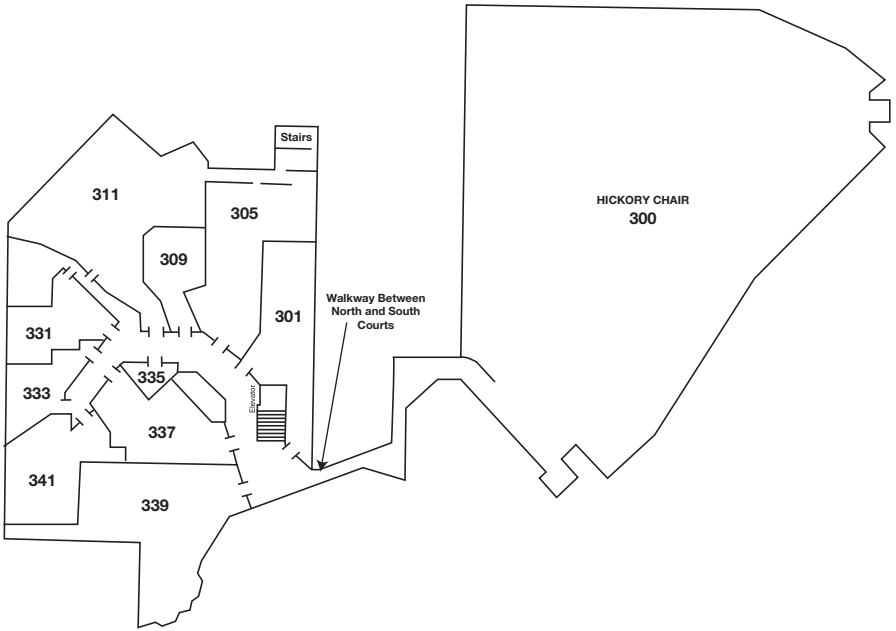 Stairs
311
305
HICKORY CHAIR
300
309
Walkway Between
North and South
Courts
301
331
335
333
Elevator
337
341
339